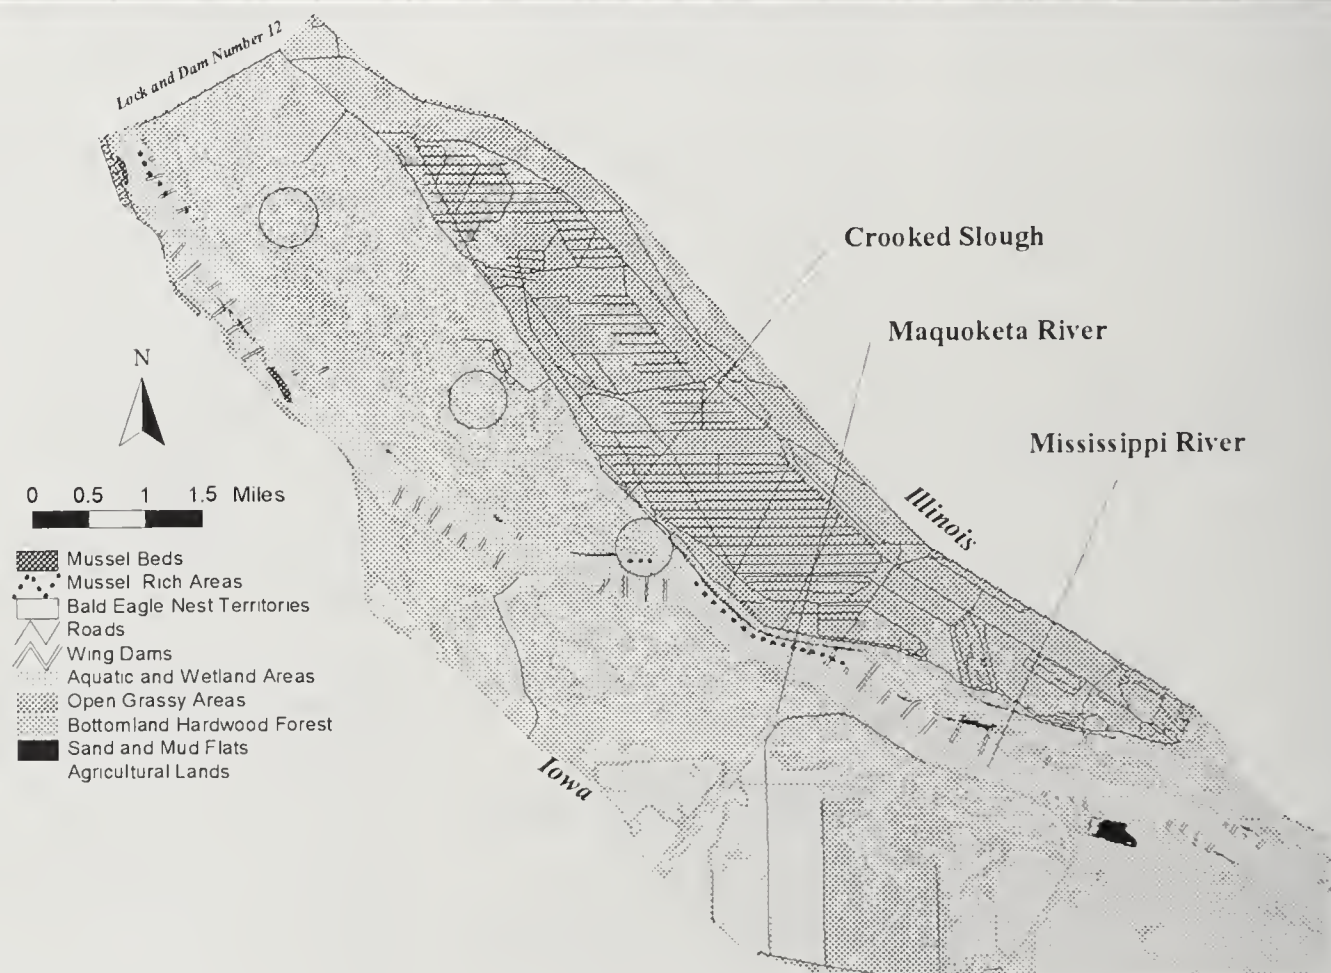 Lock and Dam Number 12
Crooked Slough
Maquoketa River
Mississippi River
Illinois
Iowa
N
0 0.5 1 1.5 Miles
Mussel Beds
Mussel Rich Areas
Bald Eagle Nest Territories
Roads
Wing Dams
Aquatic and Wetland Areas
Open Grassy Areas
Bottomland Hardwood Forest
Sand and Mud Flats
Agricultural Lands